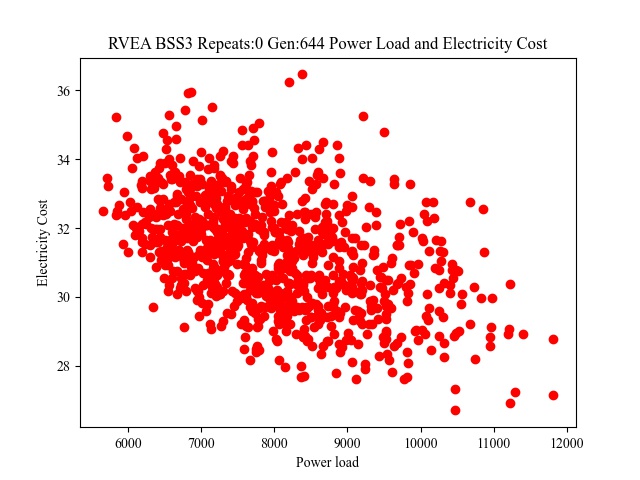 RVEA BSS3 Repeats:0 Gen:644 Power Load and Electricity Cost
Electricity Cost
36
34
32
30
28
6000 7000 8000 9000 10000 11000 12000
Power load